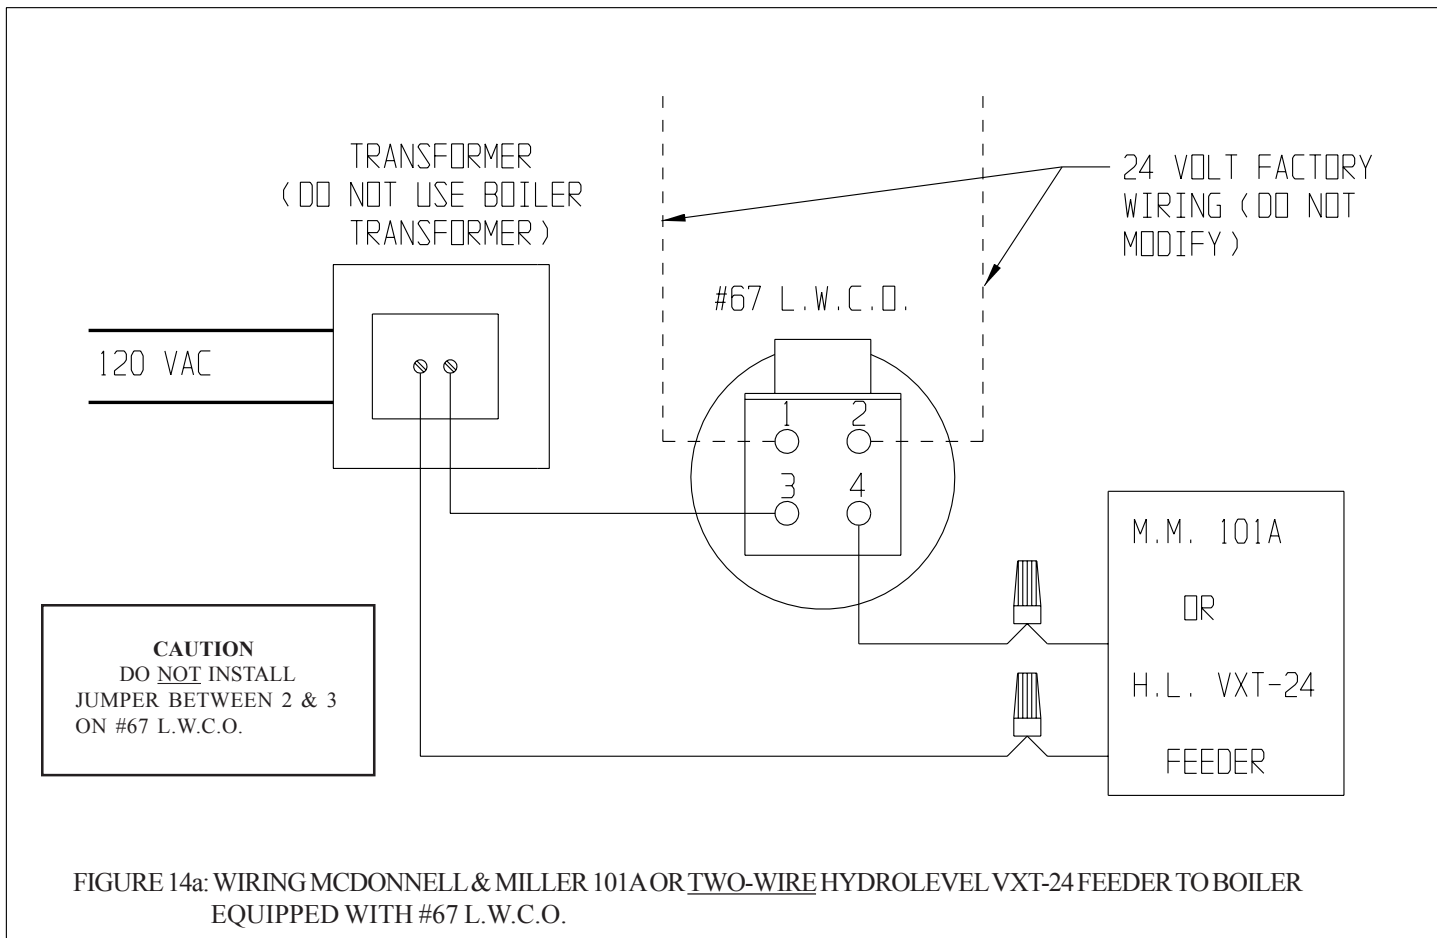 TRANSFORMER
(DO NOT USE BOILER
TRANSFORMER)
24 VOLT FACTORY
WIRING (DO NOT
MODIFY)
#67 L.W.C.O.
120 VAC
1 2
3 4
M.M. 101A
OR
H.L. VXT-24
FEEDER
CAUTION
DO NOT INSTALL
JUMPER BETWEEN 2 & 3
ON #67 L.W.C.O.
FIGURE 14a: WIRING MCDONNELL & MILLER 101A OR TWO-WIRE HYDROLEVEL VXT-24 FEEDER TO BOILER
EQUIPPED WITH #67 L.W.C.O.